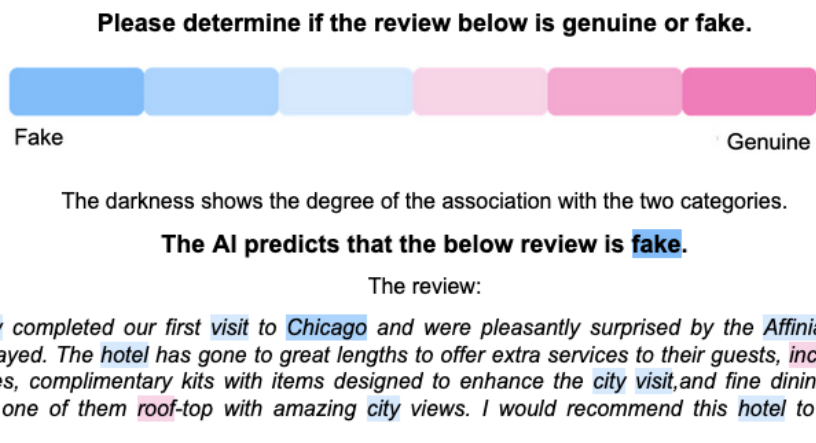 Please determine if the review below is genuine or fake.
Fake
Genuine
The darkness shows the degree of the association with the two categories.
The AI predicts that the below review is fake.
The review:
completed our first visit to Chicago and were pleasantly surprised by the Affinia
ayed. The hotel has gone to great lengths to offer extra services to their guests, inc
es, complimentary kits with items designed to enhance the city visit,and fine dinin
one of them roof-top with amazing city views. I would recommend this hotel to